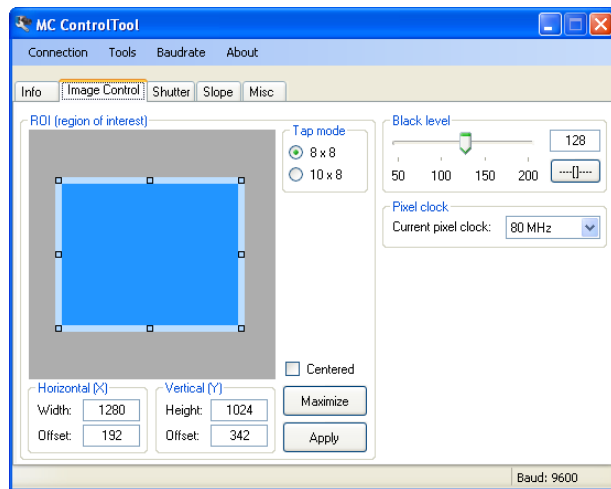 MC ControlTool
Connection Tools Baudrate About
Info Image Control Shutter Slope Misc
ROI (region of interest)
Tap mode
8 x 8
10 x 8
Centered
Horizontal (X)
Width: 1280
Offset: 192
Vertical (Y)
Height: 1024
Offset: 342
Maximize
Apply
Black level
128
50 100 150 200
----[]----
Pixel clock
Current pixel clock: 80 MHz
Baud: 9600